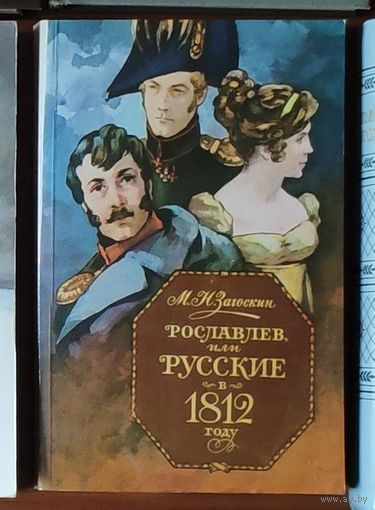 М. Н. Загоскин
РОСЛАВЛЕВ,
или
РУССКИЕ
в
1812
году